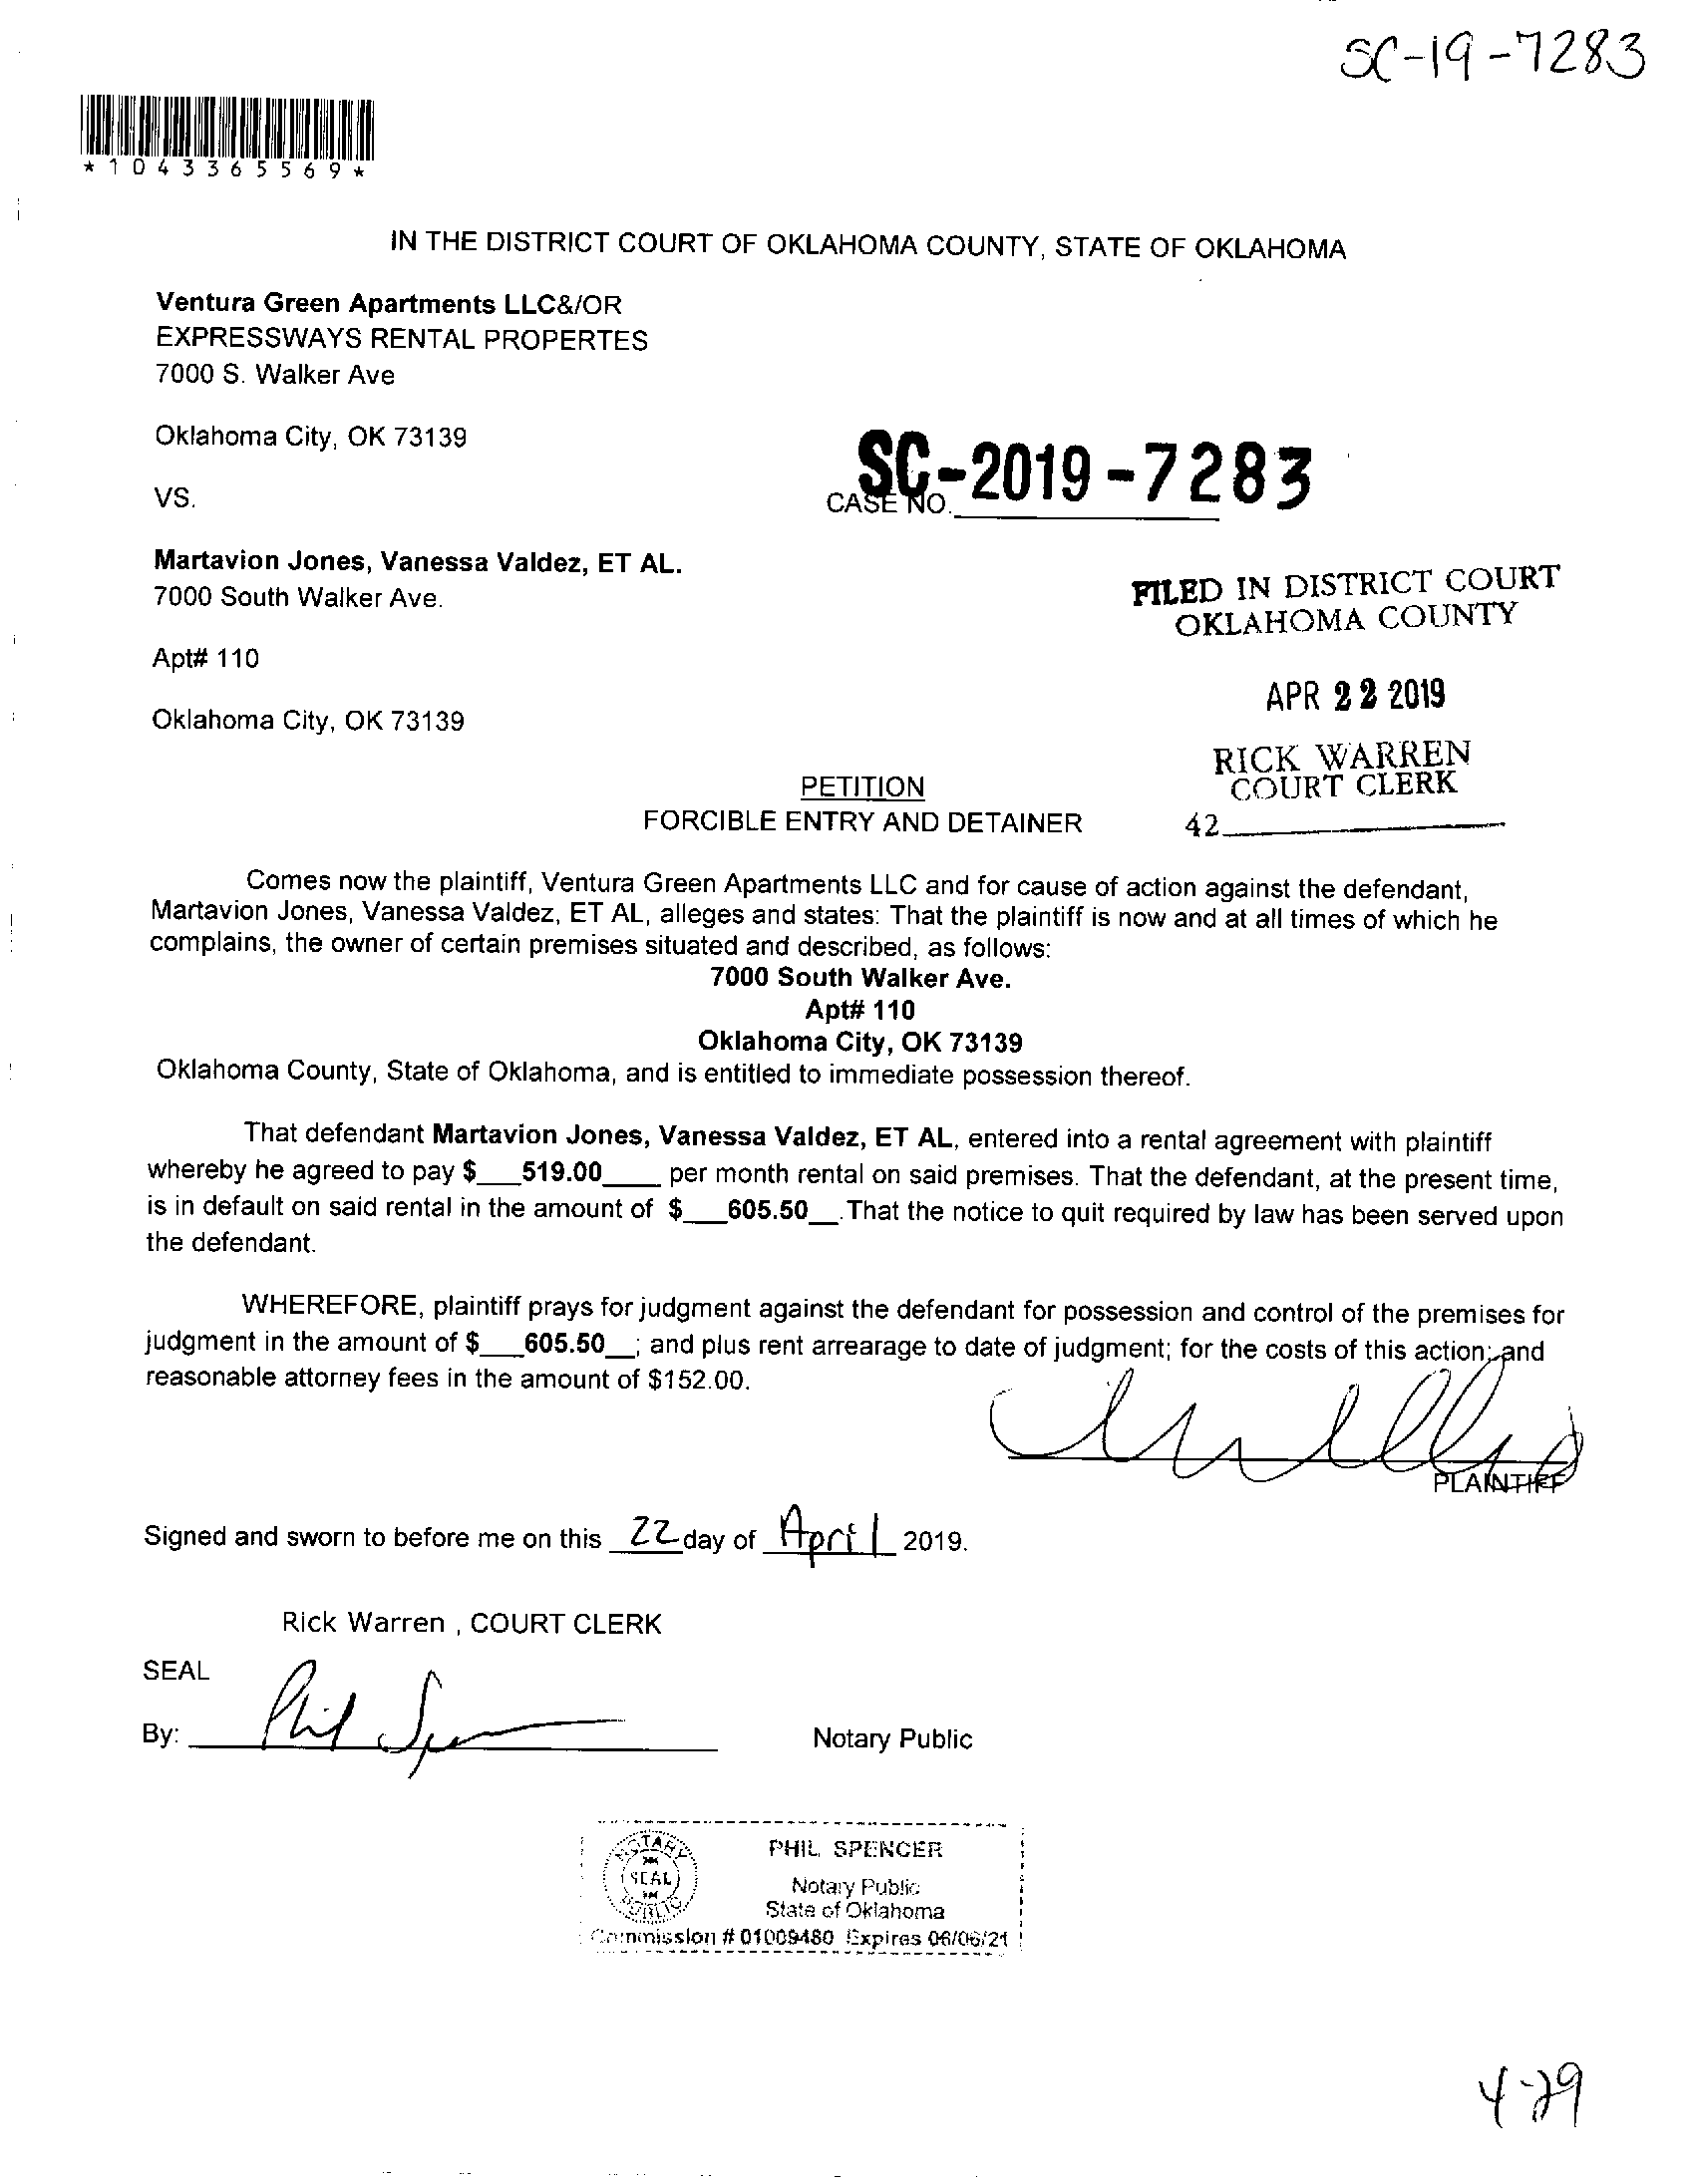 SC-19-7283
*1043365569*
IN THE DISTRICT COURT OF OKLAHOMA COUNTY, STATE OF OKLAHOMA
Ventura Green Apartments LLC&/OR
EXPRESSWAYS RENTAL PROPERTES
7000 S. Walker Ave
Oklahoma City, OK 73139
SC-2019-7283
VS.
CASE NO.
Martavion Jones, Vanessa Valdez, ET AL.
7000 South Walker Ave.
FILED IN DISTRICT COURT
OKLAHOMA COUNTY
Apt# 110
APR 22 2019
Oklahoma City, OK 73139
RICK WARREN
COURT CLERK
PETITION
FORCIBLE ENTRY AND DETAINER
42
Comes now the plaintiff, Ventura Green Apartments LLC and for cause of action against the defendant,
Martavion Jones, Vanessa Valdez, ET AL, alleges and states: That the plaintiff is now and at all times of which he
complains, the owner of certain premises situated and described, as follows:
7000 South Walker Ave.
Apt# 110
Oklahoma City, OK 73139
Oklahoma County, State of Oklahoma, and is entitled to immediate possession thereof.
That defendant Martavion Jones, Vanessa Valdez, ET AL, entered into a rental agreement with plaintiff
whereby he agreed to pay $___519.00____ per month rental on said premises. That the defendant, at the present time,
is in default on said rental in the amount of $___605.50__.That the notice to quit required by law has been served upon
the defendant.
WHEREFORE, plaintiff prays for judgment against the defendant for possession and control of the premises for
judgment in the amount of $___605.50__; and plus rent arrearage to date of judgment; for the costs of this action; and
reasonable attorney fees in the amount of $152.00.
PLAINTIFF
Signed and sworn to before me on this 22 day of April 2019.
Rick Warren , COURT CLERK
SEAL
By: Phil Spencer
Notary Public
NOTARY
SEAL
PUBLIC
PHIL SPENCER
Notary Public
State of Oklahoma
Commission # 01009480 Expires 06/06/21
4-29